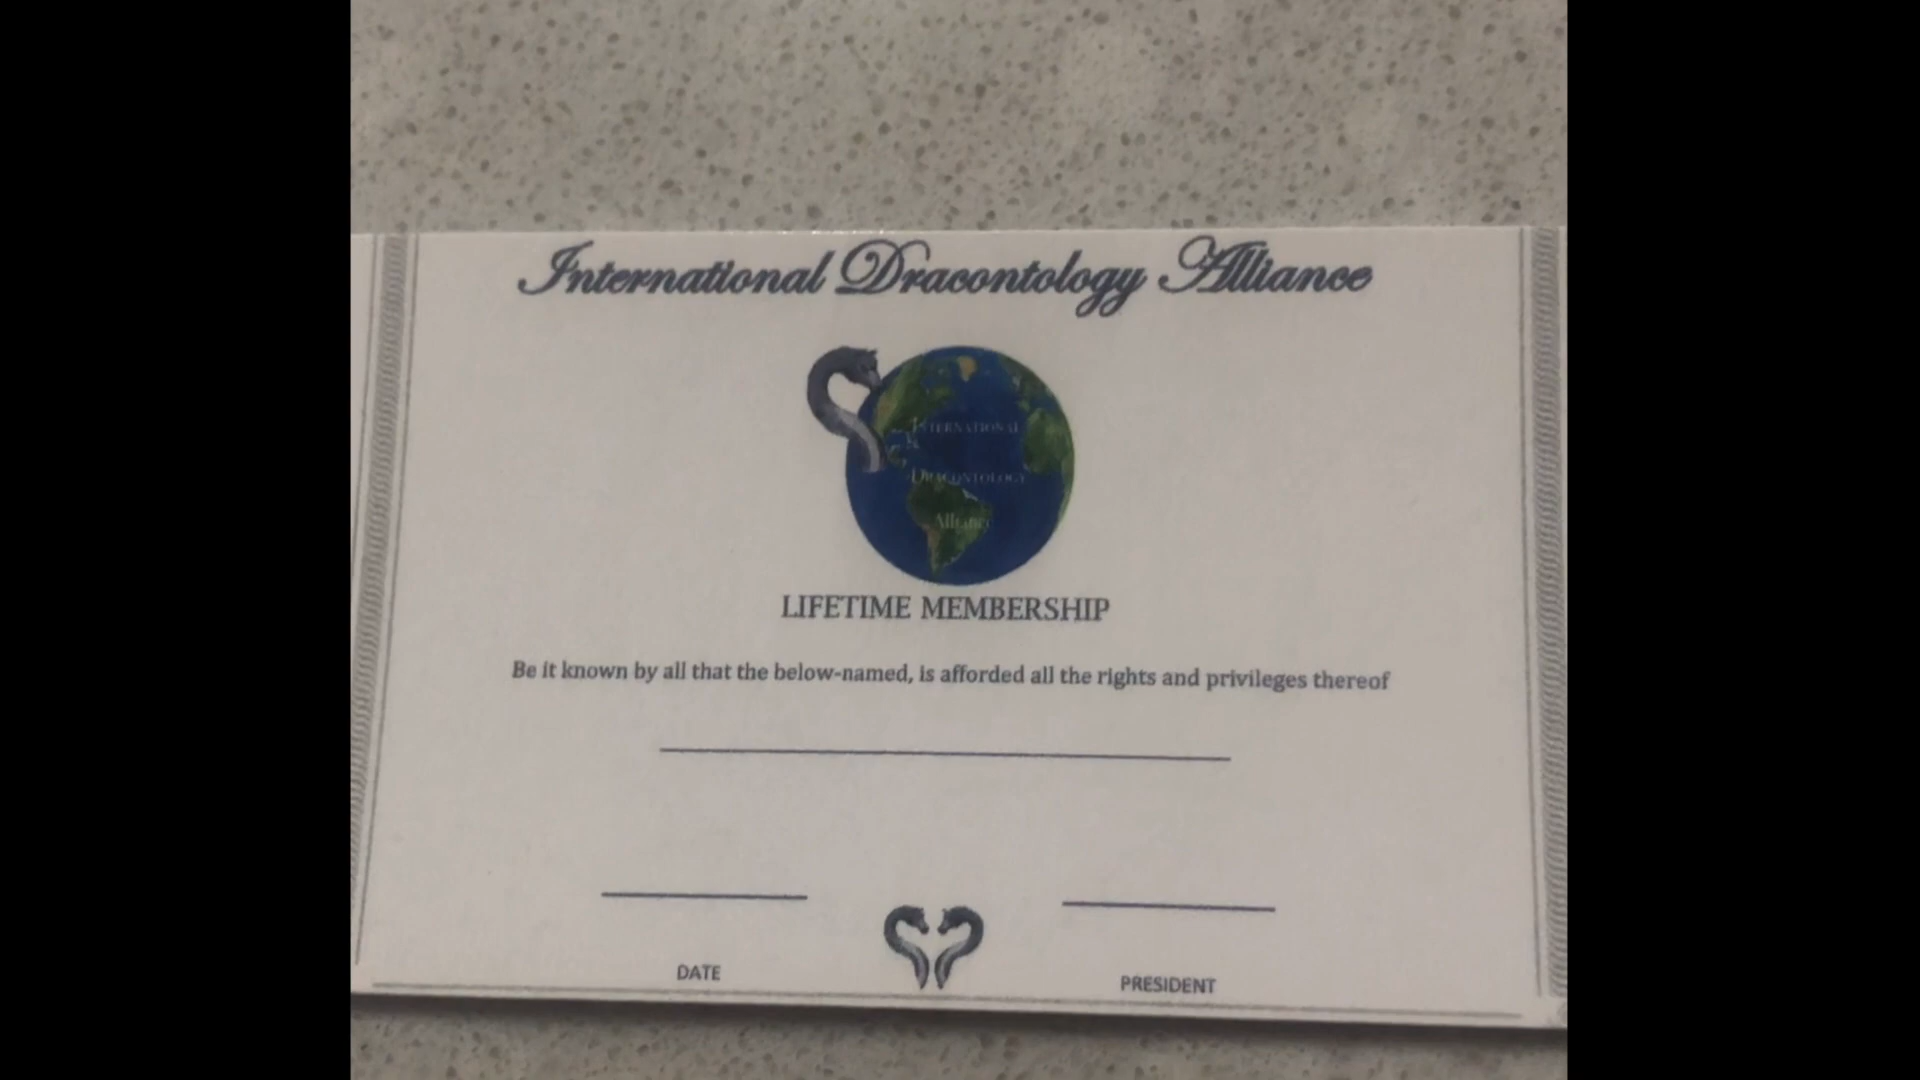 International Dracontology Alliance
INTERNATIONAL
DRACONTOLOGY
Alliance
LIFETIME MEMBERSHIP
Be it known by all that the below-named, is afforded all the rights and privileges thereof
DATE
PRESIDENT